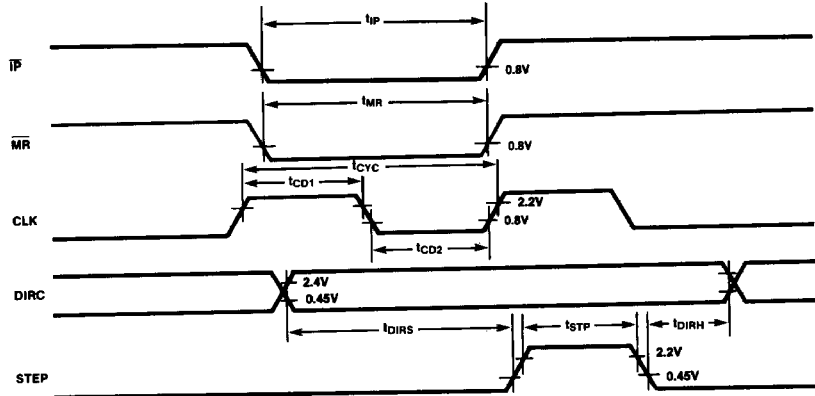 tIP
IP
0.8V
tMR
MR
0.8V
tCYC
tCD1
2.2V
CLK
0.8V
tCD2
2.4V
DIRC
0.45V
tDIRS
tSTP
tDIRH
2.2V
0.45V
STEP